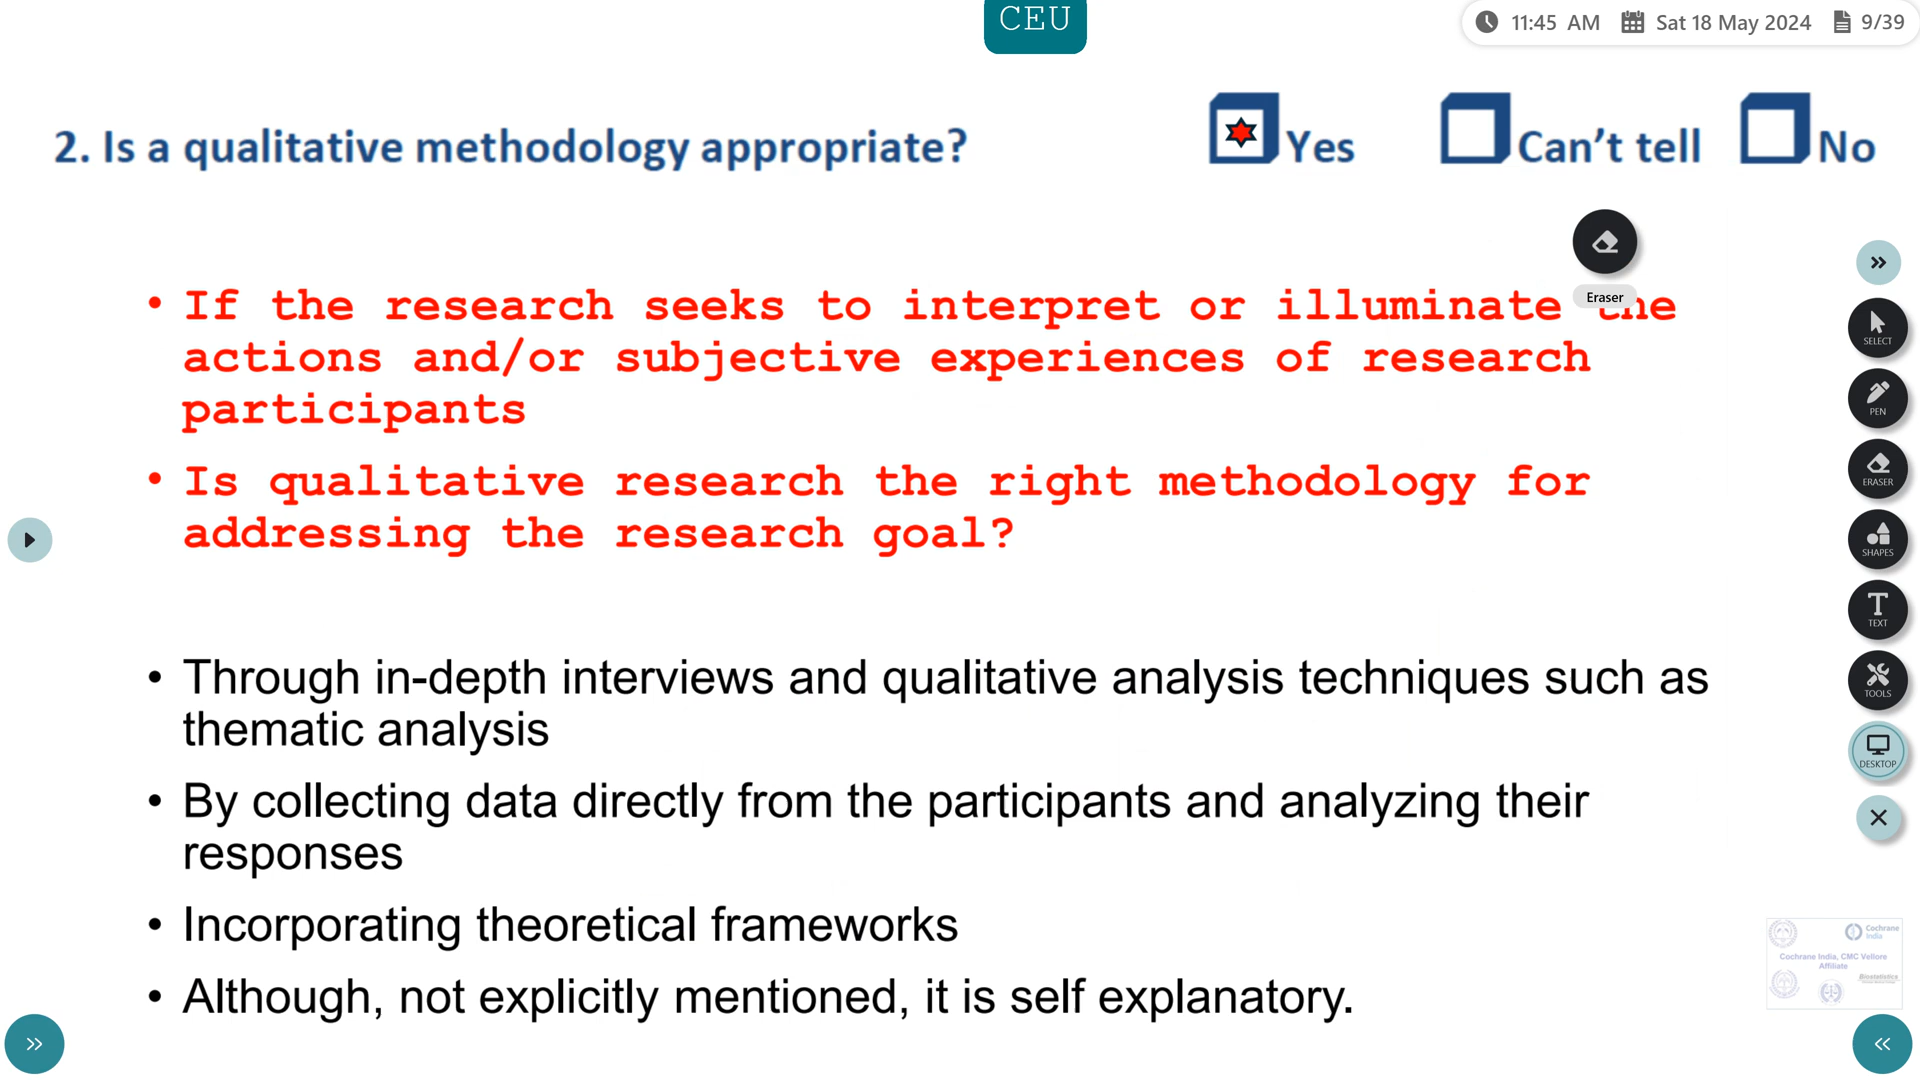 CEU
11:45 AM Sat 18 May 2024 9/39
2. Is a qualitative methodology appropriate? Yes Can't tell No
Eraser
• If the research seeks to interpret or illuminate the
actions and/or subjective experiences of research
participants
• Is qualitative research the right methodology for
addressing the research goal?
• Through in-depth interviews and qualitative analysis techniques such as
thematic analysis
• By collecting data directly from the participants and analyzing their
responses
• Incorporating theoretical frameworks
• Although, not explicitly mentioned, it is self explanatory.
SELECT
PEN
ERASER
SHAPES
TEXT
TOOLS
DESKTOP
Cochrane
India
Cochrane India, CMC Vellore
Affiliate
Biostatistics